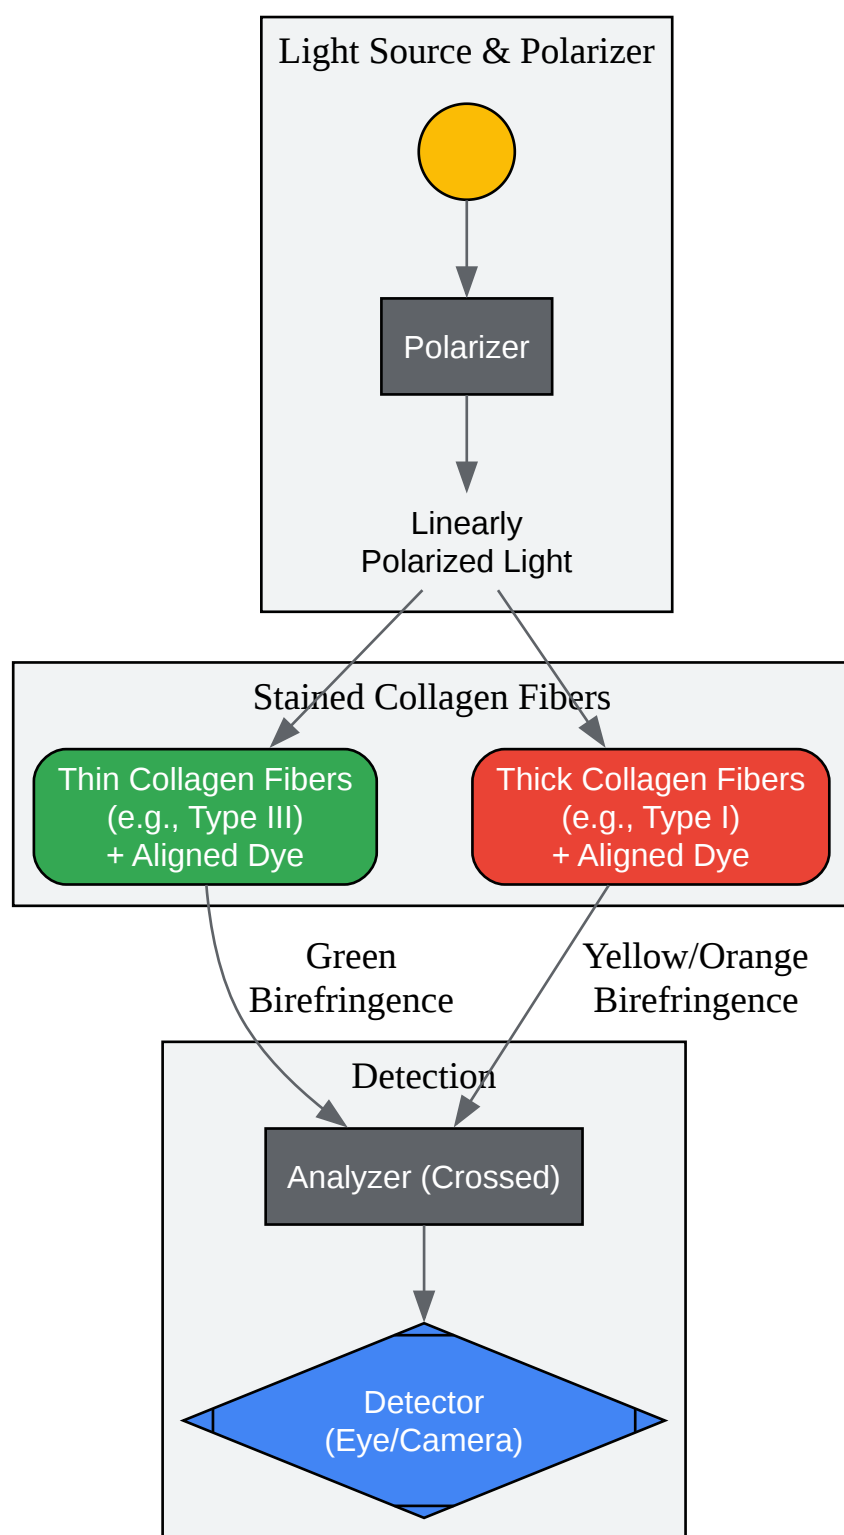 Light Source & Polarizer
Polarizer
Linearly
Polarized Light
Stained Collagen Fibers
Thin Collagen Fibers
(e.g., Type III)
+ Aligned Dye
Thick Collagen Fibers
(e.g., Type I)
+ Aligned Dye
Green
Birefringence
Yellow/Orange
Birefringence
Detection
Analyzer (Crossed)
Detector
(Eye/Camera)